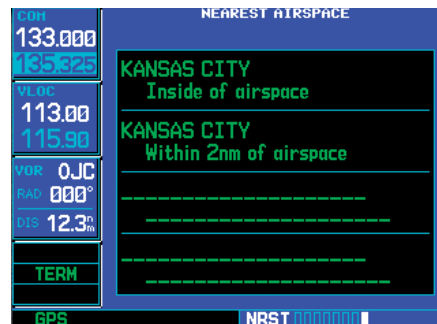 COM
133.000
135.325
VLOC
113.00
115.90
VOR OJC
RAD 000°
DIS 12.3nm
TERM
GPS
NEAREST AIRSPACE
KANSAS CITY
Inside of airspace
KANSAS CITY
Within 2nm of airspace
NRST